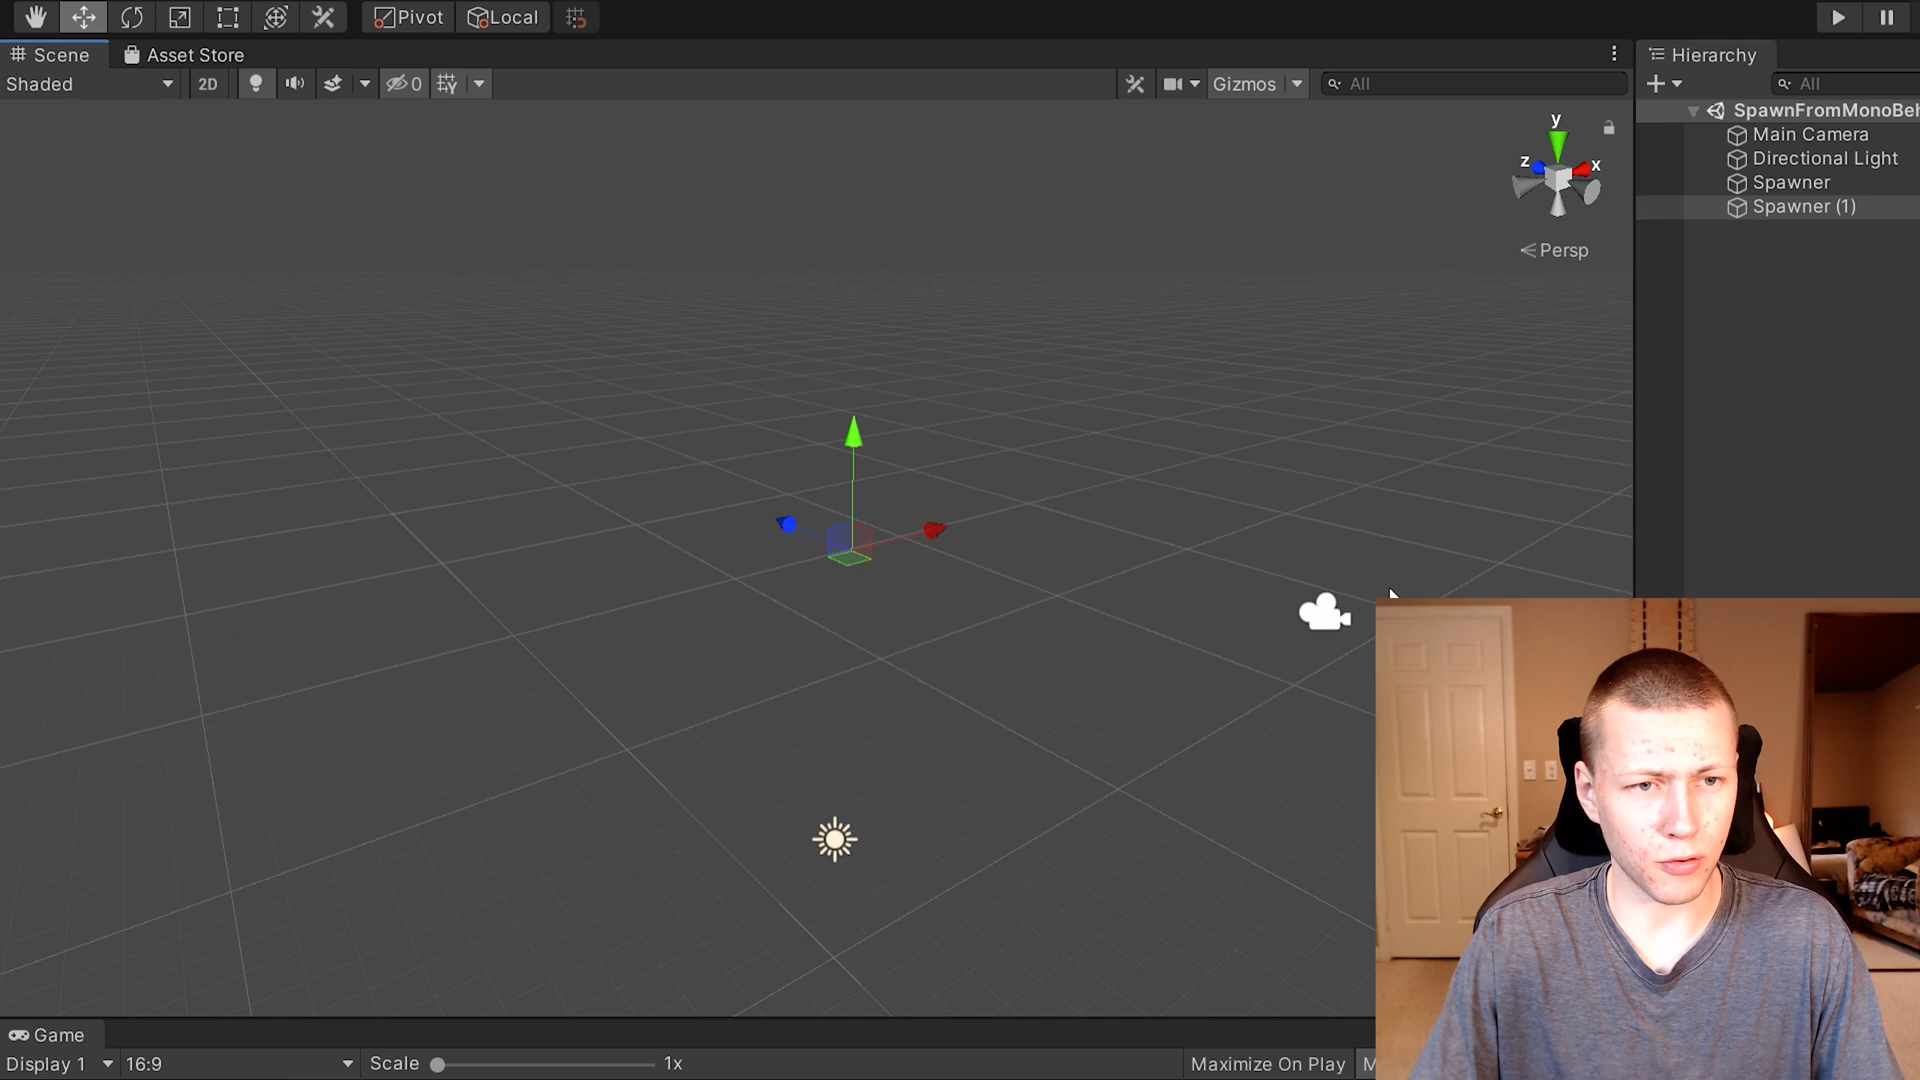 Pivot Local
Scene Asset Store Hierarchy
Shaded 2D 0 Gizmos All All
SpawnFromMonoBeh
Main Camera
Directional Light
Spawner
Spawner (1)
y
z x
Persp
Game
Display 1 16:9 Scale 1x Maximize On Play M